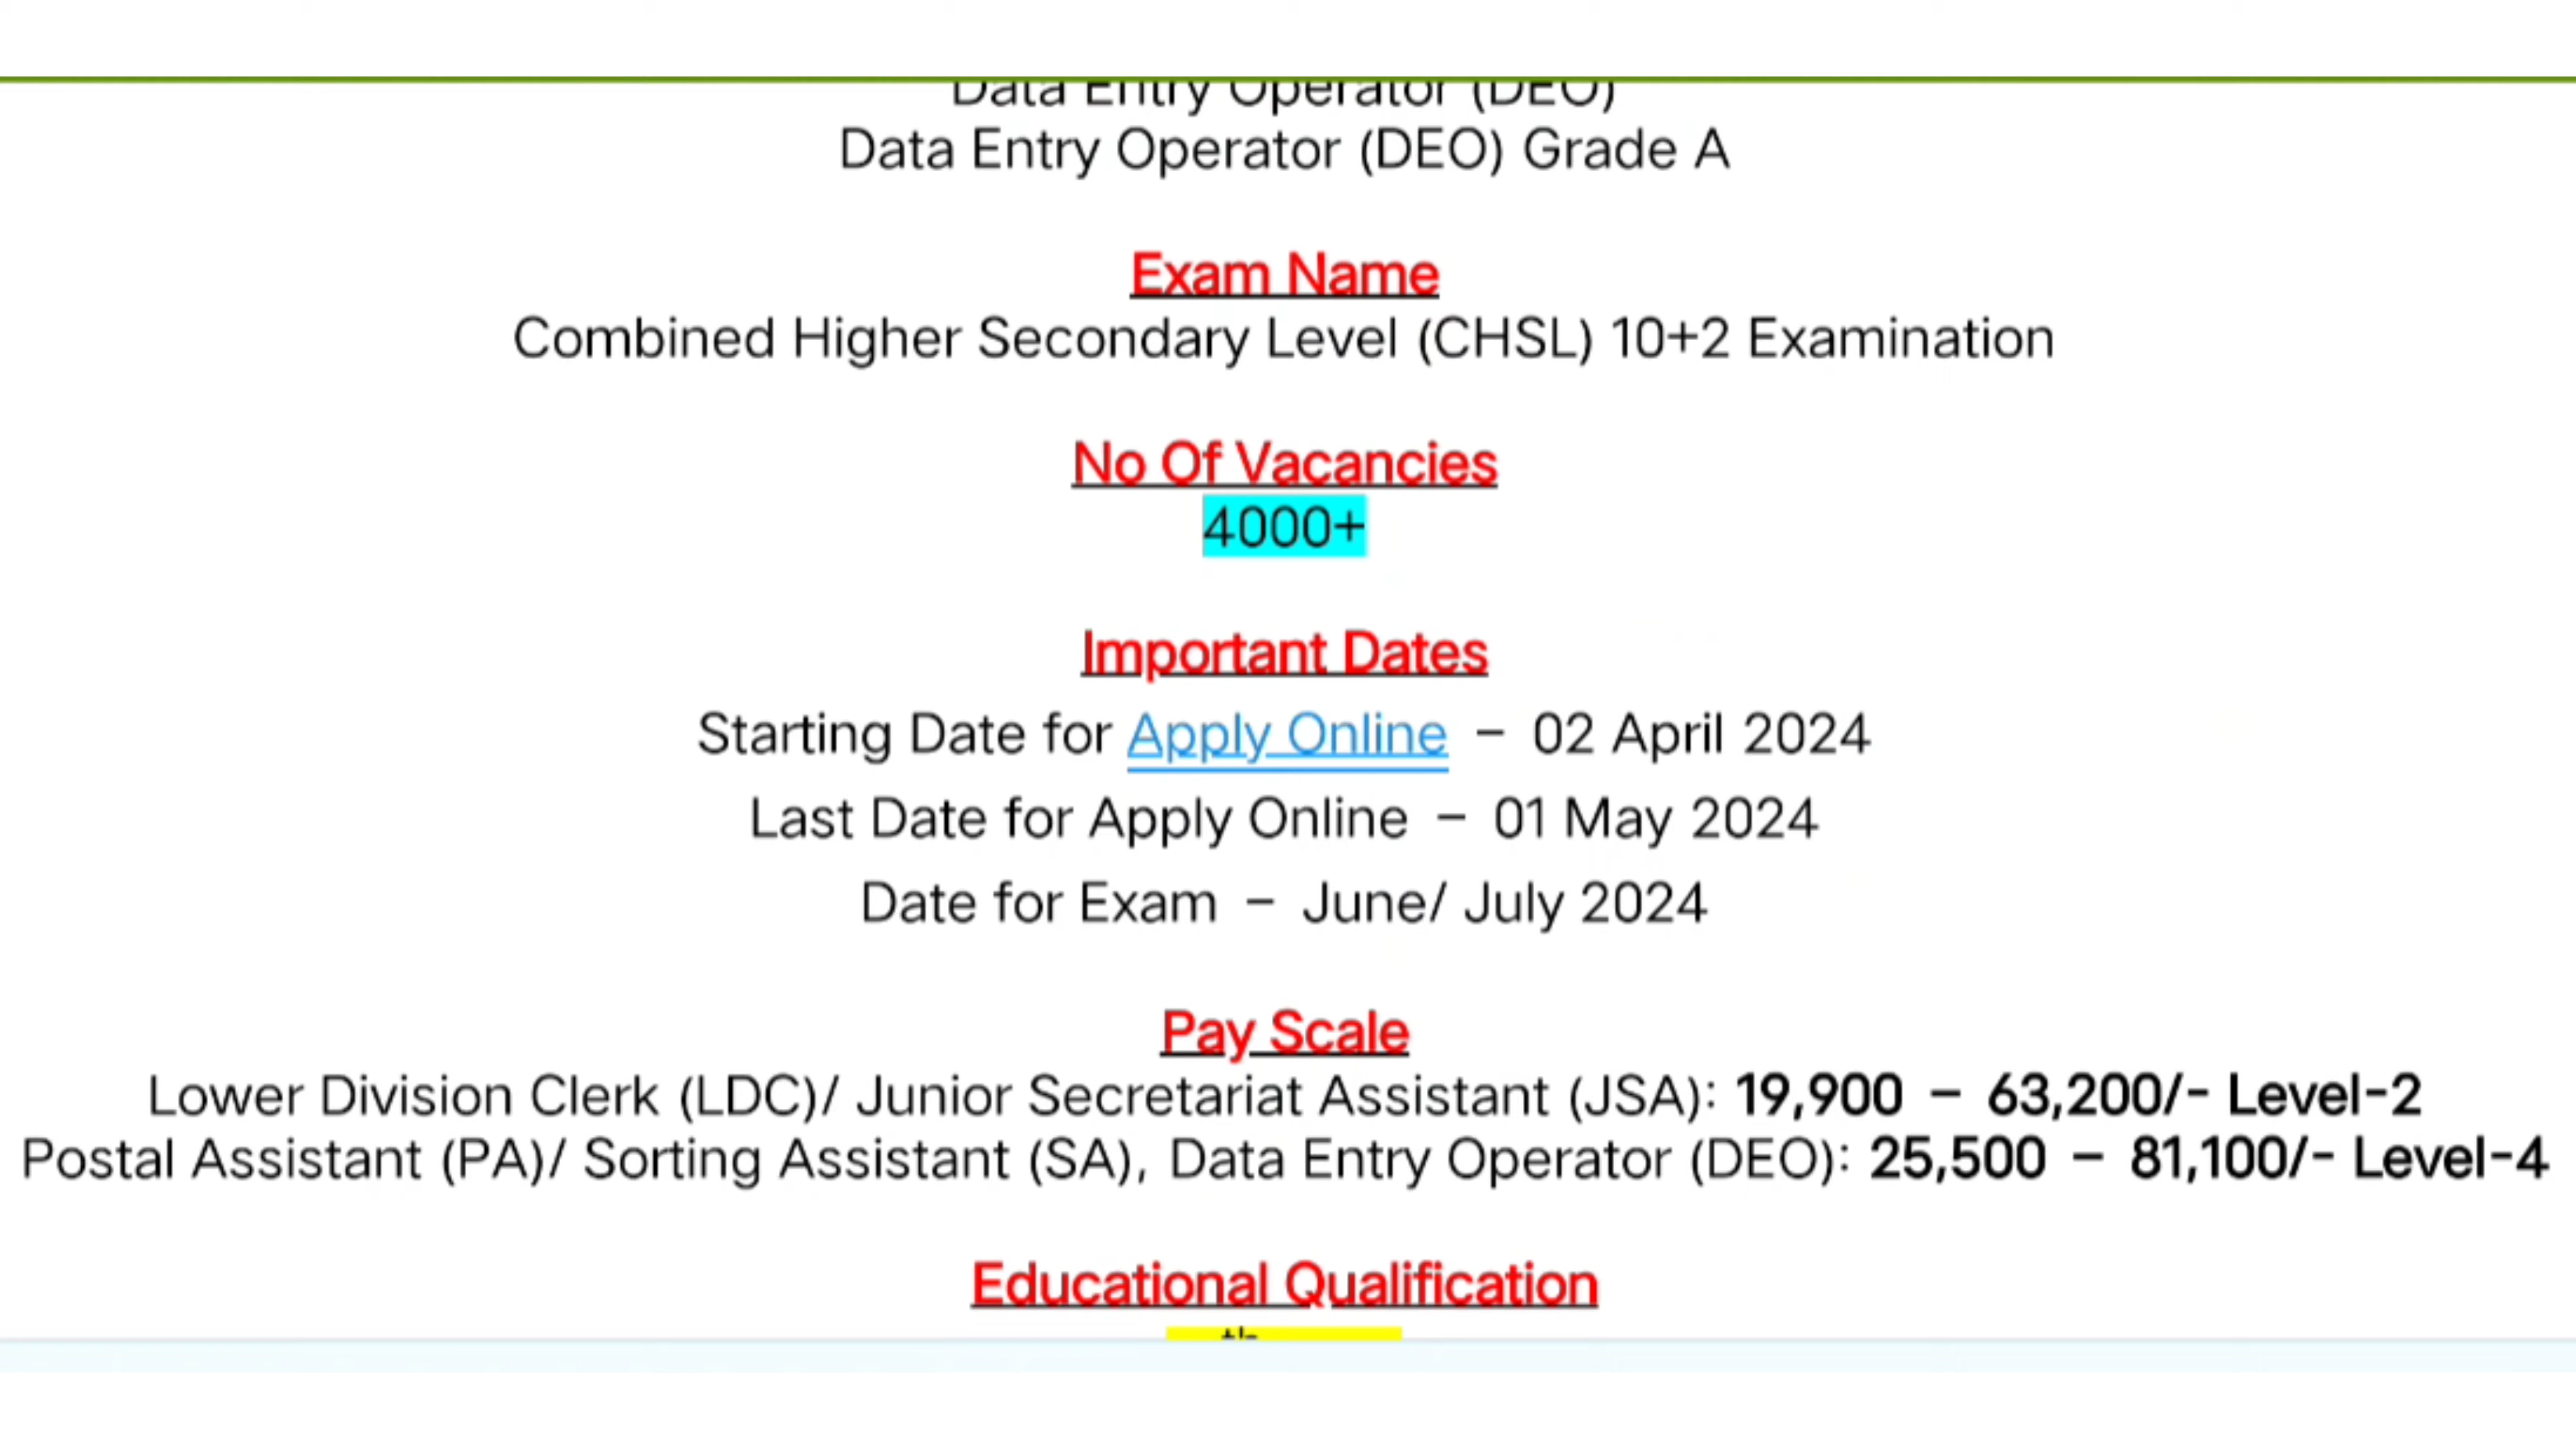 Data Entry Operator (DEO)
Data Entry Operator (DEO) Grade A
Exam Name
Combined Higher Secondary Level (CHSL) 10+2 Examination
No Of Vacancies
4000+
Important Dates
Starting Date for Apply Online – 02 April 2024
Last Date for Apply Online – 01 May 2024
Date for Exam – June/ July 2024
Pay Scale
Lower Division Clerk (LDC)/ Junior Secretariat Assistant (JSA): 19,900 – 63,200/- Level-2
Postal Assistant (PA)/ Sorting Assistant (SA), Data Entry Operator (DEO): 25,500 – 81,100/- Level-4
Educational Qualification